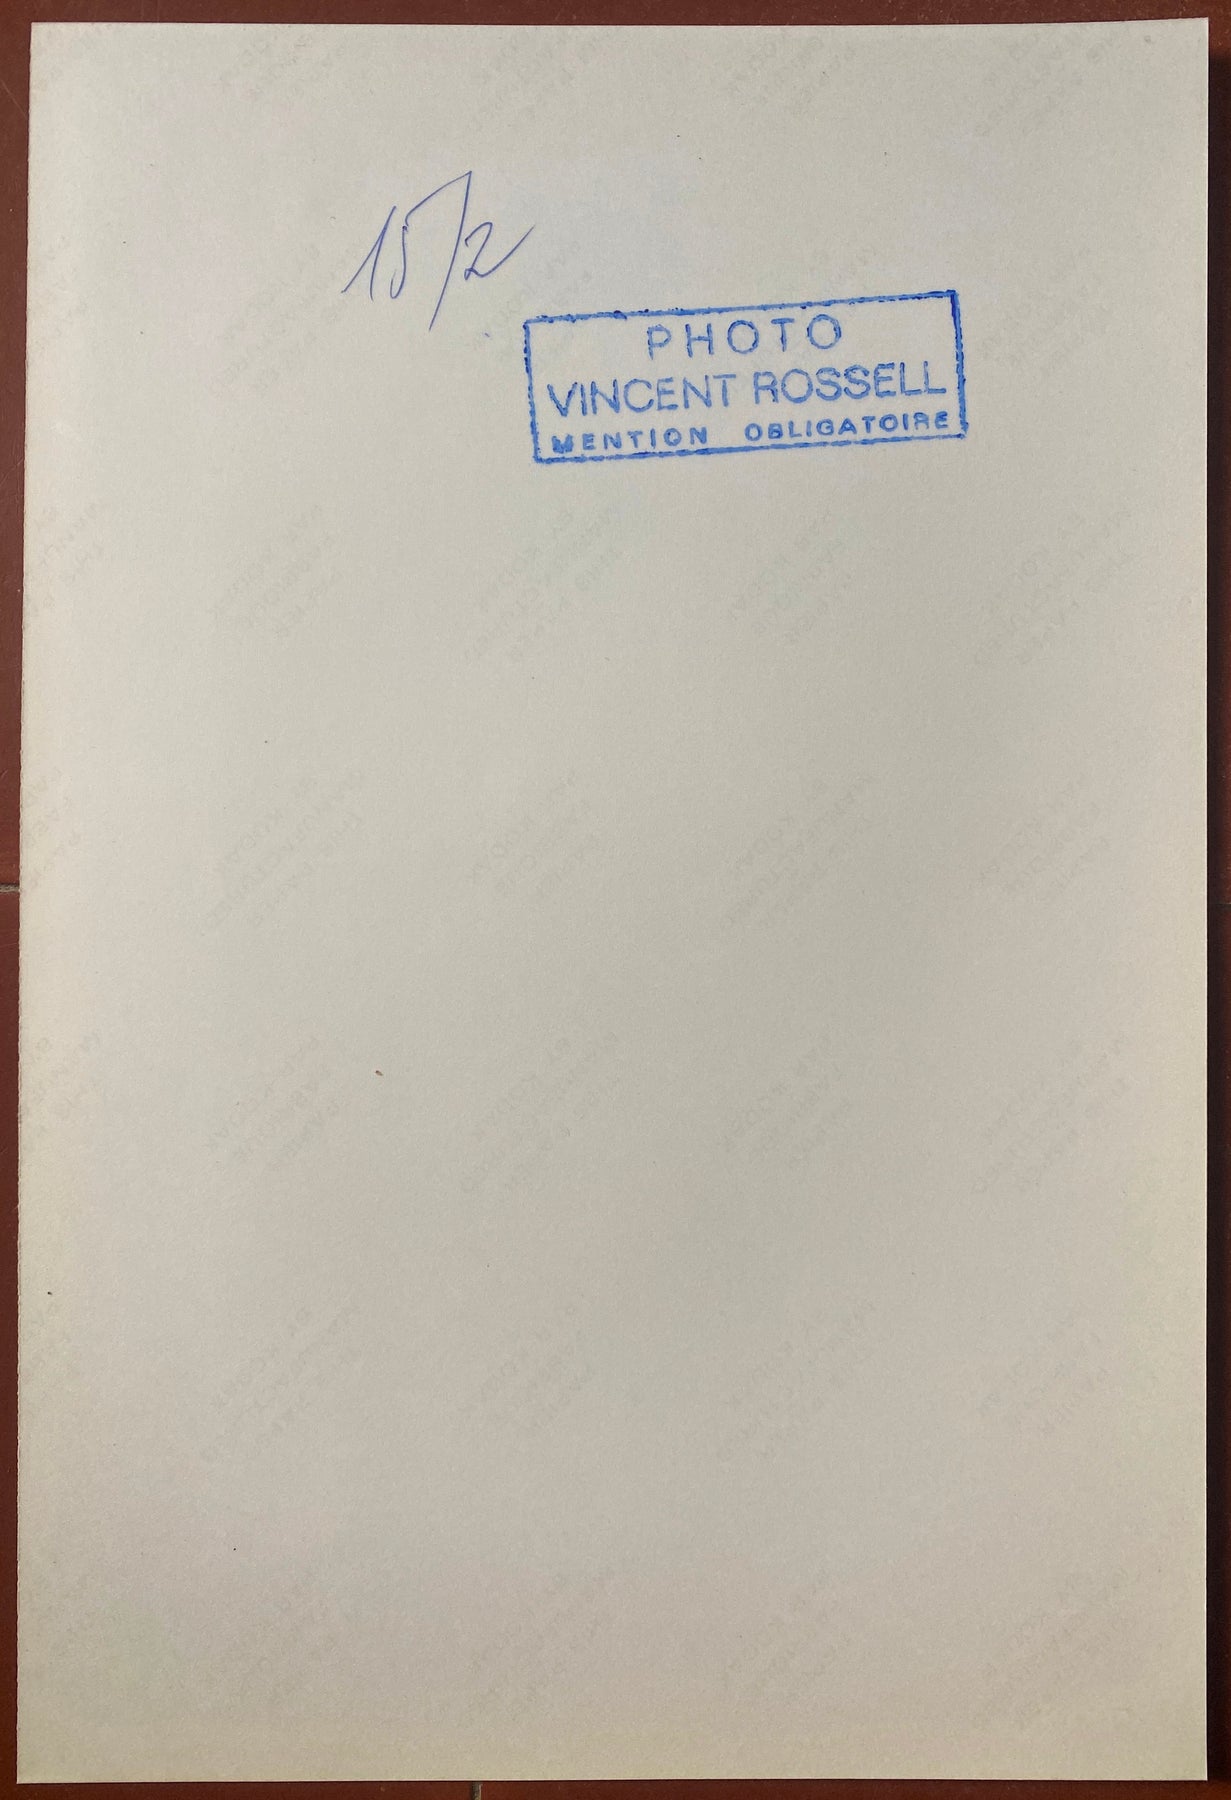 15/2
PHOTO
VINCENT ROSSELL
MENTION OBLIGATOIRE